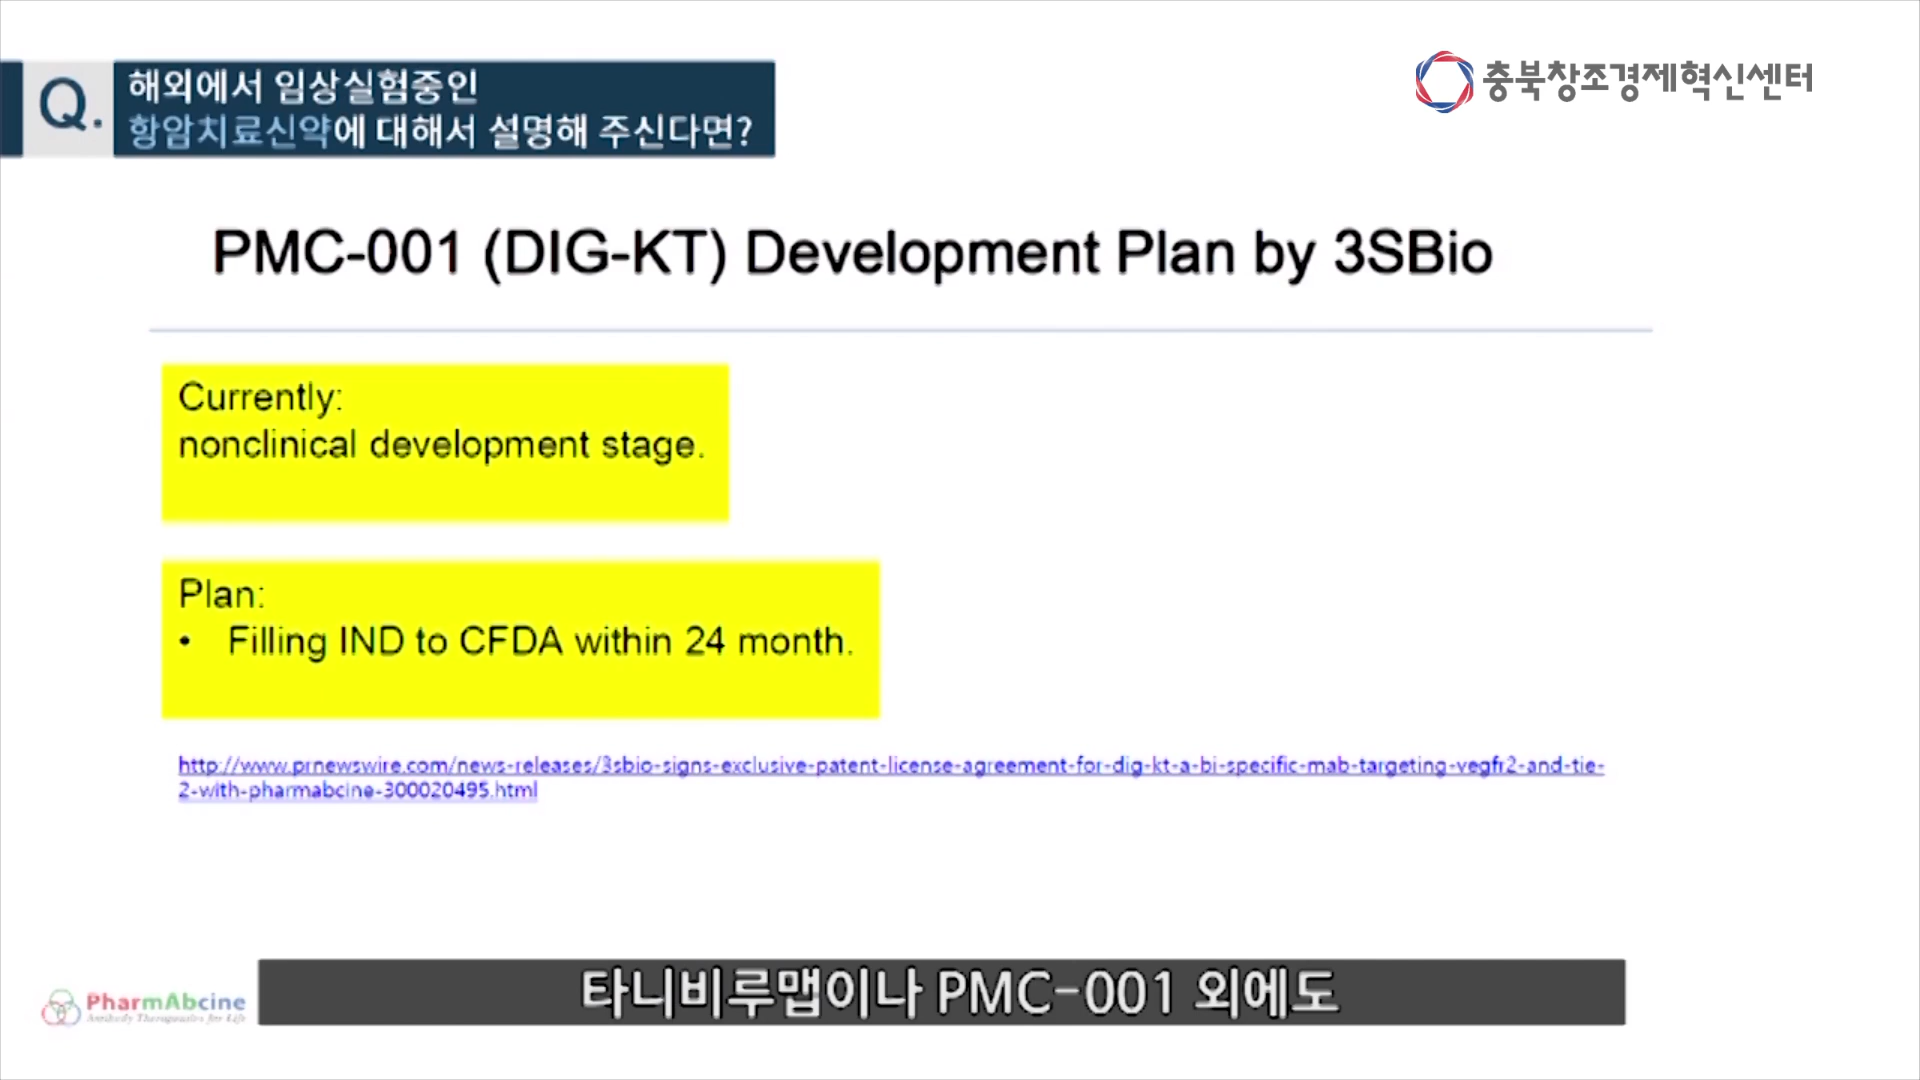 Q.
해외에서 임상실험중인
항암치료신약에 대해서 설명해 주신다면?
충북창조경제혁신센터
PMC-001 (DIG-KT) Development Plan by 3SBio
Currently:
nonclinical development stage.
Plan:
• Filling IND to CFDA within 24 month.
http://www.prnewswire.com/news-releases/3sbio-signs-exclusive-patent-license-agreement-for-dig-kt-a-bi-specific-mab-targeting-vegfr2-and-tie-
2-with-pharmabcine-300020495.html
PharmAbcine
Antibody Therapeutics for Life
타니비루맵이나 PMC-001 외에도